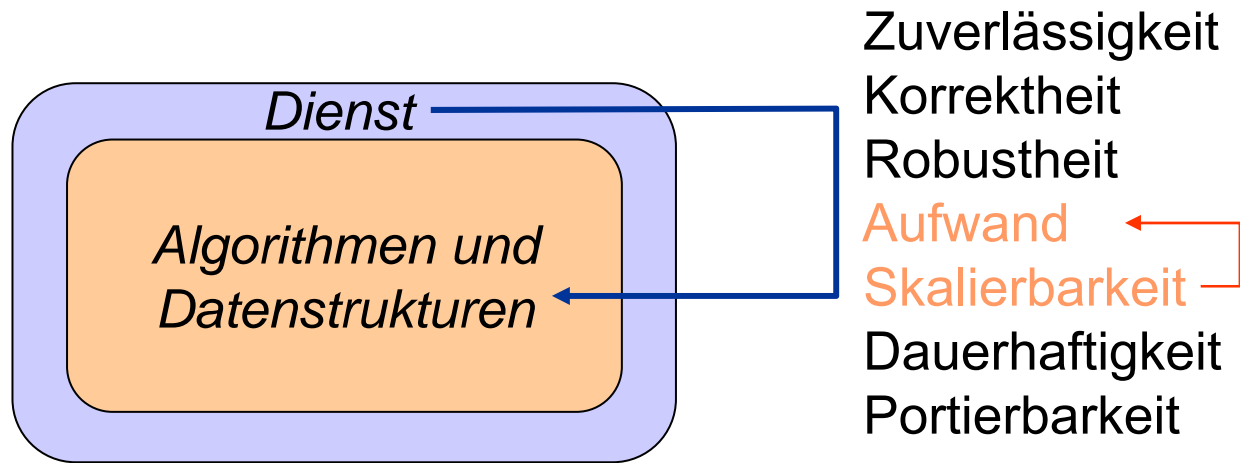 Dienst
Algorithmen und
Datenstrukturen
Zuverlässigkeit
Korrektheit
Robustheit
Aufwand
Skalierbarkeit
Dauerhaftigkeit
Portierbarkeit